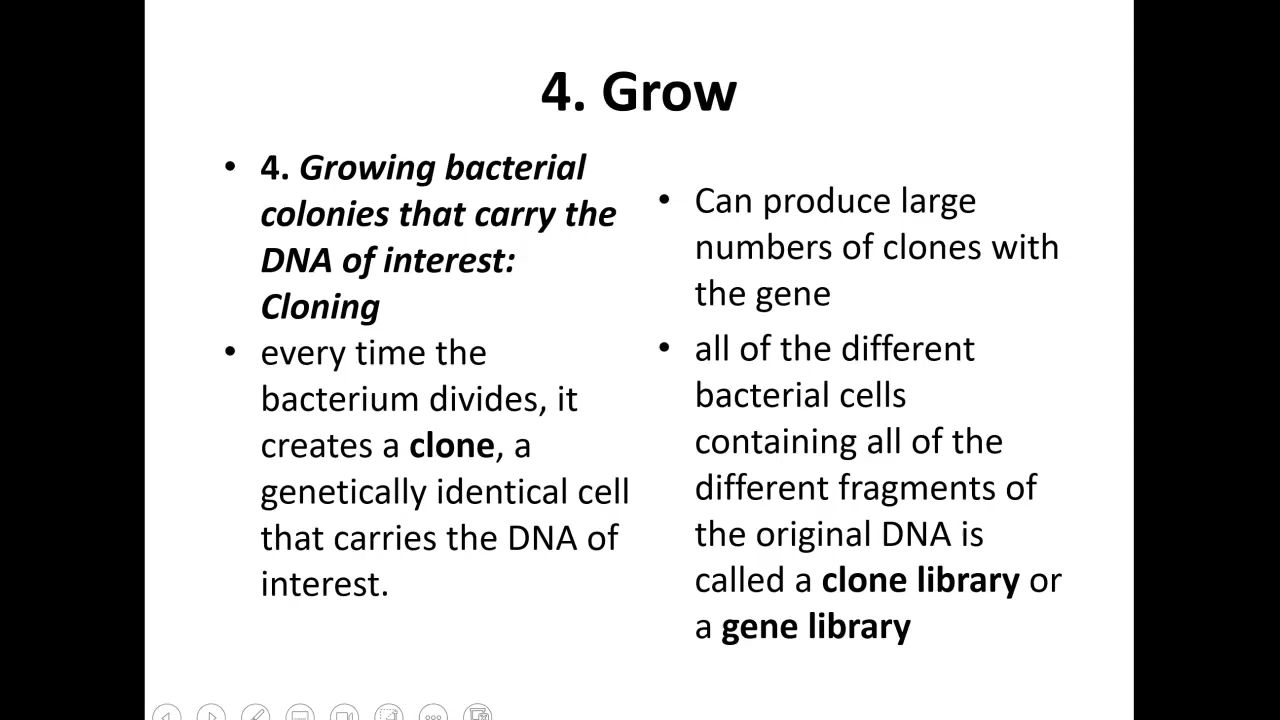 4. Grow
• 4. Growing bacterial
colonies that carry the
DNA of interest:
Cloning
• every time the
bacterium divides, it
creates a clone, a
genetically identical cell
that carries the DNA of
interest.
• Can produce large
numbers of clones with
the gene
• all of the different
bacterial cells
containing all of the
different fragments of
the original DNA is
called a clone library or
a gene library